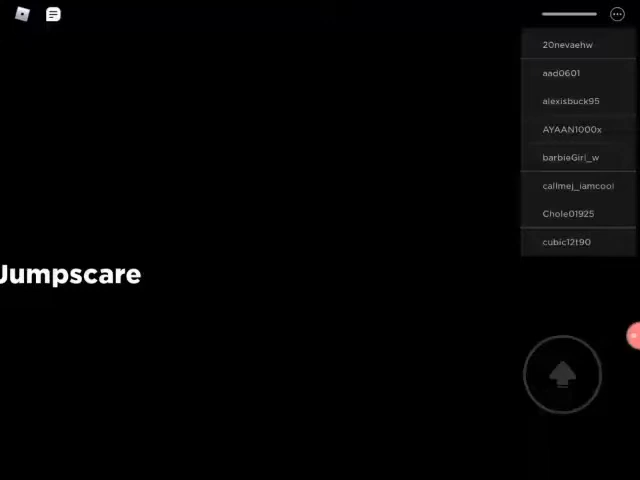 20nevaehw
aad0601
alexisbuck95
AYAAN1000x
barbieGirl_w
callmej_iamcool
Chole01925
cubic12t90
Jumpscare